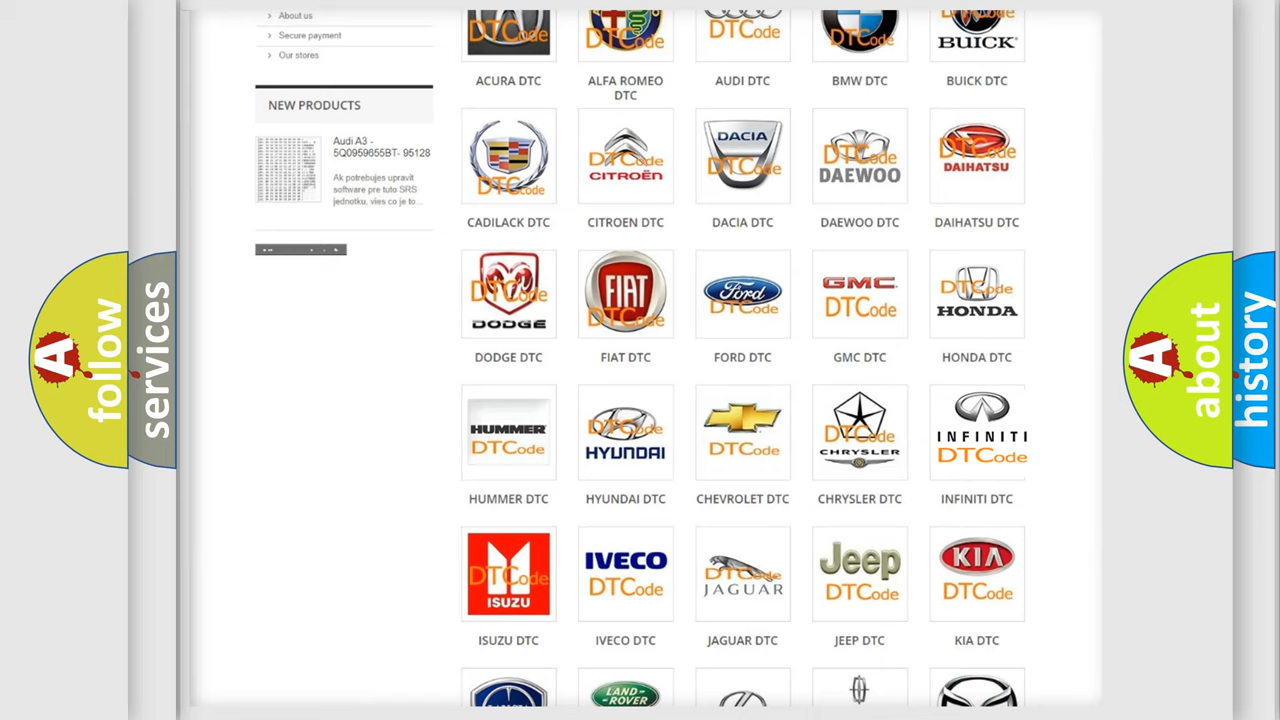 About us
Secure payment
Our stores
NEW PRODUCTS
Audi A3 -
5Q0959655BT- 95128
Ak potrebujes upravit
software pre tuto SRS
jednotku, vies co je to...
DTCode
DTCode
DTCode
DTCode
DTCode
BUICK
ACURA DTC
ALFA ROMEO
DTC
AUDI DTC
BMW DTC
BUICK DTC
DTCode
DTCode
CITROËN
DACIA
DTCode
DTCode
DAEWOO
DTCode
DAIHATSU
CADILACK DTC
CITROEN DTC
DACIA DTC
DAEWOO DTC
DAIHATSU DTC
DTCode
DODGE
FIAT
DTCode
Ford
DTCode
GMC
DTCode
DTCode
HONDA
DODGE DTC
FIAT DTC
FORD DTC
GMC DTC
HONDA DTC
HUMMER
DTCode
DTCode
HYUNDAI
DTCode
DTCode
CHRYSLER
INFINITI
DTCode
HUMMER DTC
HYUNDAI DTC
CHEVROLET DTC
CHRYSLER DTC
INFINITI DTC
DTCode
ISUZU
IVECO
DTCode
DTCode
JAGUAR
Jeep
DTCode
KIA
DTCode
ISUZU DTC
IVECO DTC
JAGUAR DTC
JEEP DTC
KIA DTC
LAND-
ROVER
A follow
services
A about
history